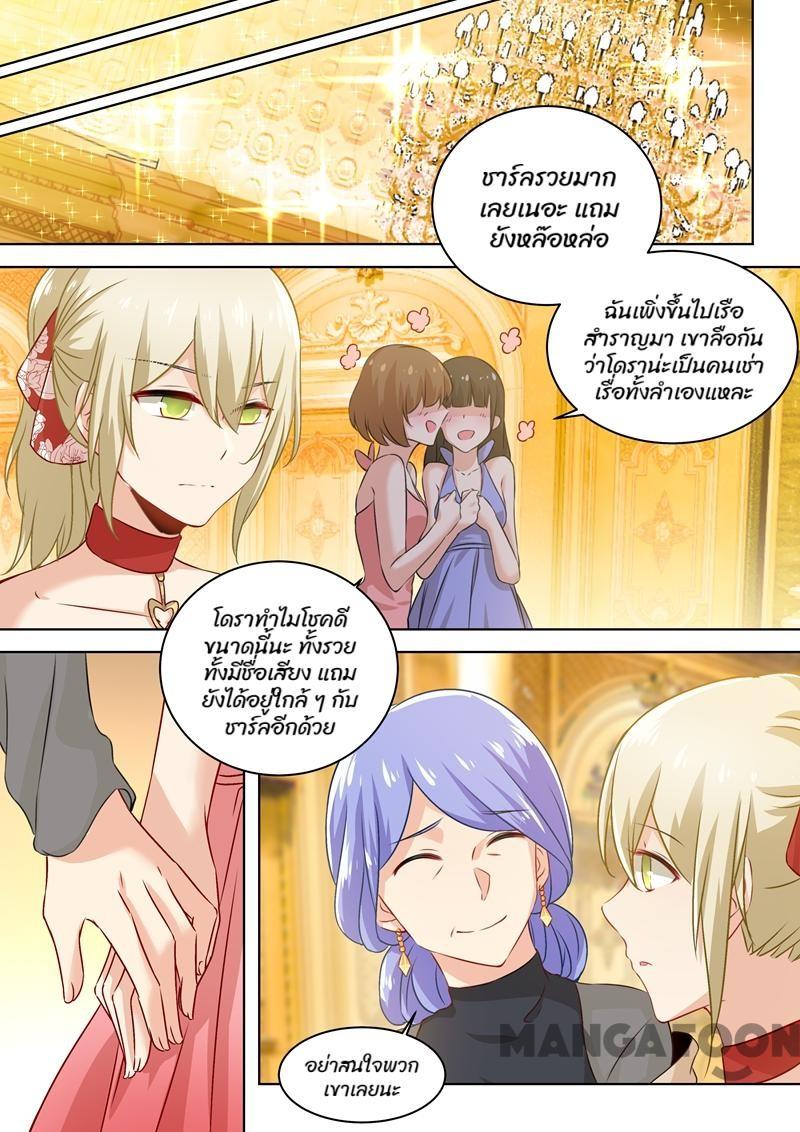 ชาร์ลรวยมาก
เลยเนอะ แถม
ยังหล๊อหล่อ
ฉันเพิ่งขึ้นไปเรือ
สำราญมา เขาลือกัน
ว่าโดราน่ะเป็นคนเช่า
เรือทั้งลำเองแหละ
โดราทำไมโชคดี
ขนาดนี้นะ ทั้งรวย
ทั้งมีชื่อเสียง แถม
ยังได้อยู่ใกล้ ๆ กับ
ชาร์ลอีกด้วย
อย่าสนใจพวก
เขาเลยนะ
MANGATOON